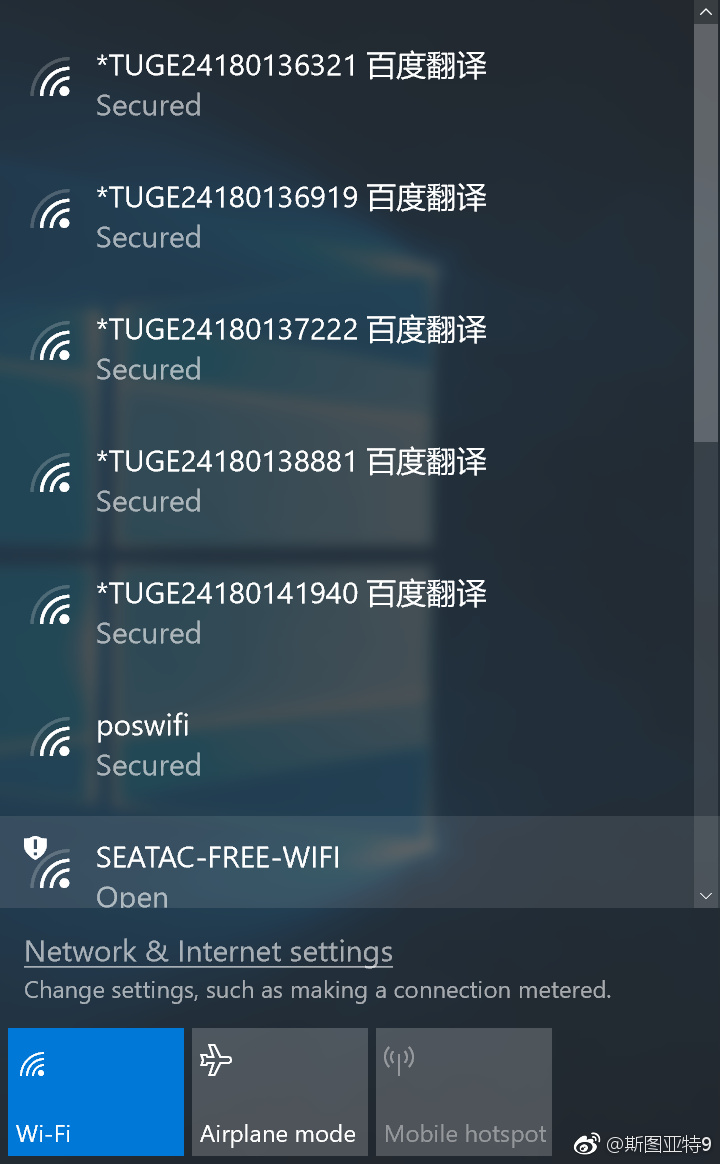 *TUGE24180136321 百度翻译
Secured
*TUGE24180136919 百度翻译
Secured
*TUGE24180137222 百度翻译
Secured
*TUGE24180138881 百度翻译
Secured
*TUGE24180141940 百度翻译
Secured
poswifi
Secured
SEATAC-FREE-WIFI
Open
Network & Internet settings
Change settings, such as making a connection metered.
Wi-Fi
Airplane mode
Mobile hotspot
@斯图亚特9